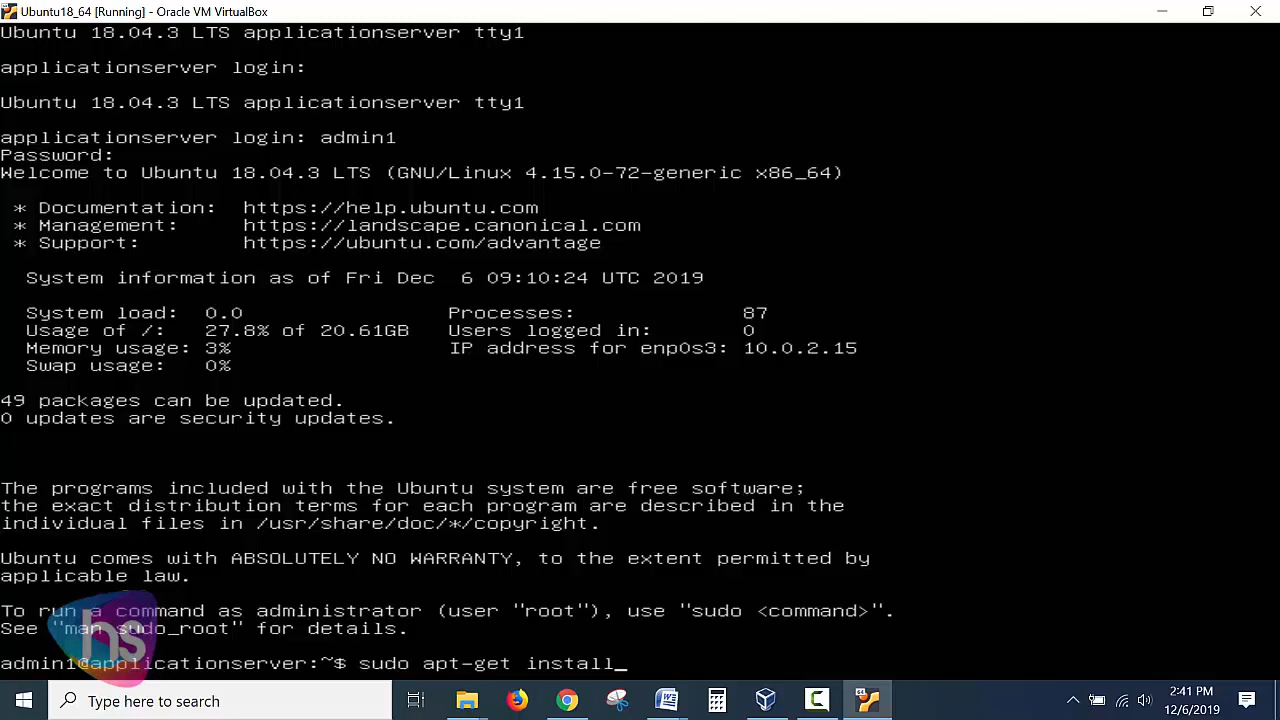 Ubuntu18_64 [Running] - Oracle VM VirtualBox
Ubuntu 18.04.3 LTS applicationserver tty1
applicationserver login:
Ubuntu 18.04.3 LTS applicationserver tty1
applicationserver login: admin1
Password:
Welcome to Ubuntu 18.04.3 LTS (GNU/Linux 4.15.0-72-generic x86_64)
* Documentation: https://help.ubuntu.com
* Management: https://landscape.canonical.com
* Support: https://ubuntu.com/advantage
System information as of Fri Dec 6 09:10:24 UTC 2019
System load: 0.0 Processes: 87
Usage of /: 27.8% of 20.61GB Users logged in: 0
Memory usage: 3% IP address for enp0s3: 10.0.2.15
Swap usage: 0%
49 packages can be updated.
0 updates are security updates.
The programs included with the Ubuntu system are free software;
the exact distribution terms for each program are described in the
individual files in /usr/share/doc/*/copyright.
Ubuntu comes with ABSOLUTELY NO WARRANTY, to the extent permitted by
applicable law.
To run a command as administrator (user "root"), use "sudo <command>".
See "man sudo_root" for details.
hs
admin1@applicationserver:~$ sudo apt-get install_
Type here to search
2:41 PM
12/6/2019